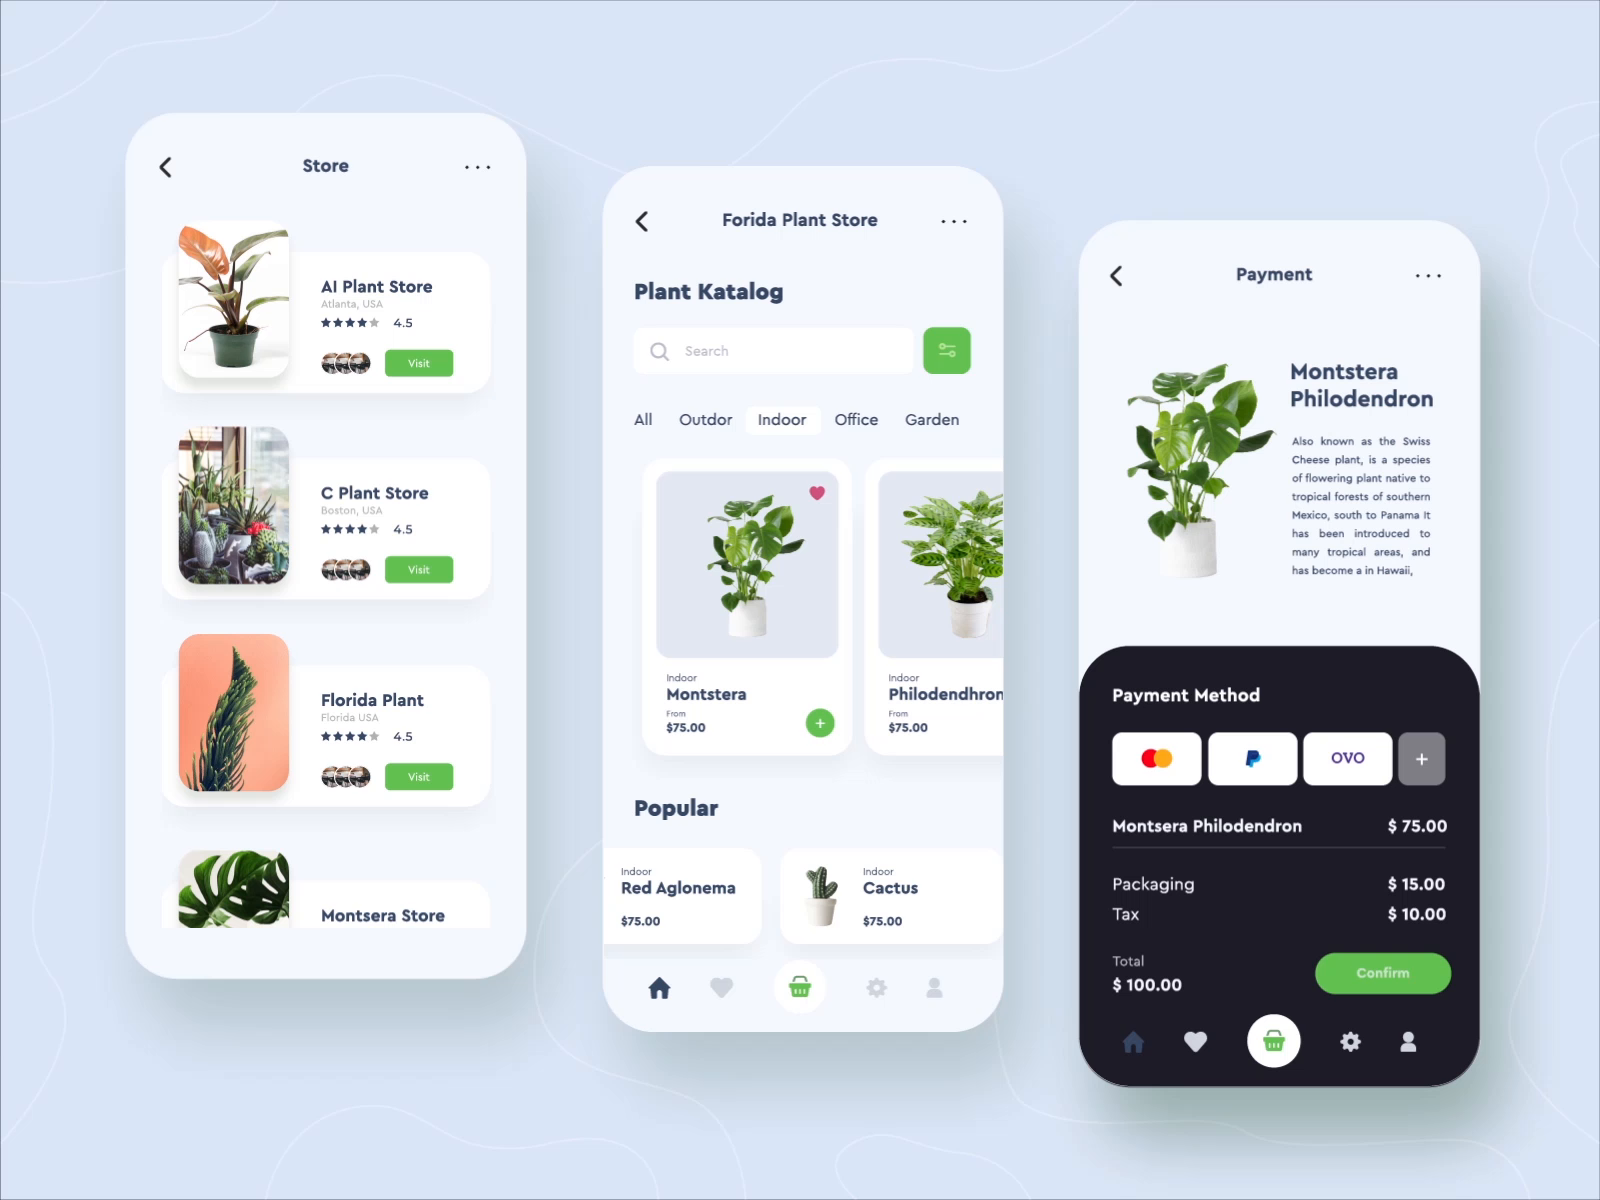 Store
AI Plant Store
Atlanta, USA
4.5
Visit
C Plant Store
Boston, USA
4.5
Visit
Florida Plant
Florida USA
4.5
Visit
Montsera Store
Forida Plant Store
Plant Katalog
Search
All Outdor Indoor Office Garden
Indoor
Montstera
From
$75.00
Indoor
Philodendhron
From
$75.00
Popular
Indoor
Red Aglonema
$75.00
Indoor
Cactus
$75.00
Payment
Montstera
Philodendron
Also known as the Swiss
Cheese plant, is a species
of flowering plant native to
tropical forests of southern
Mexico, south to Panama It
has been introduced to
many tropical areas, and
has become a in Hawaii,
Payment Method
OVO
Montsera Philodendron $ 75.00
Packaging $ 15.00
Tax $ 10.00
Total
$ 100.00
Confirm